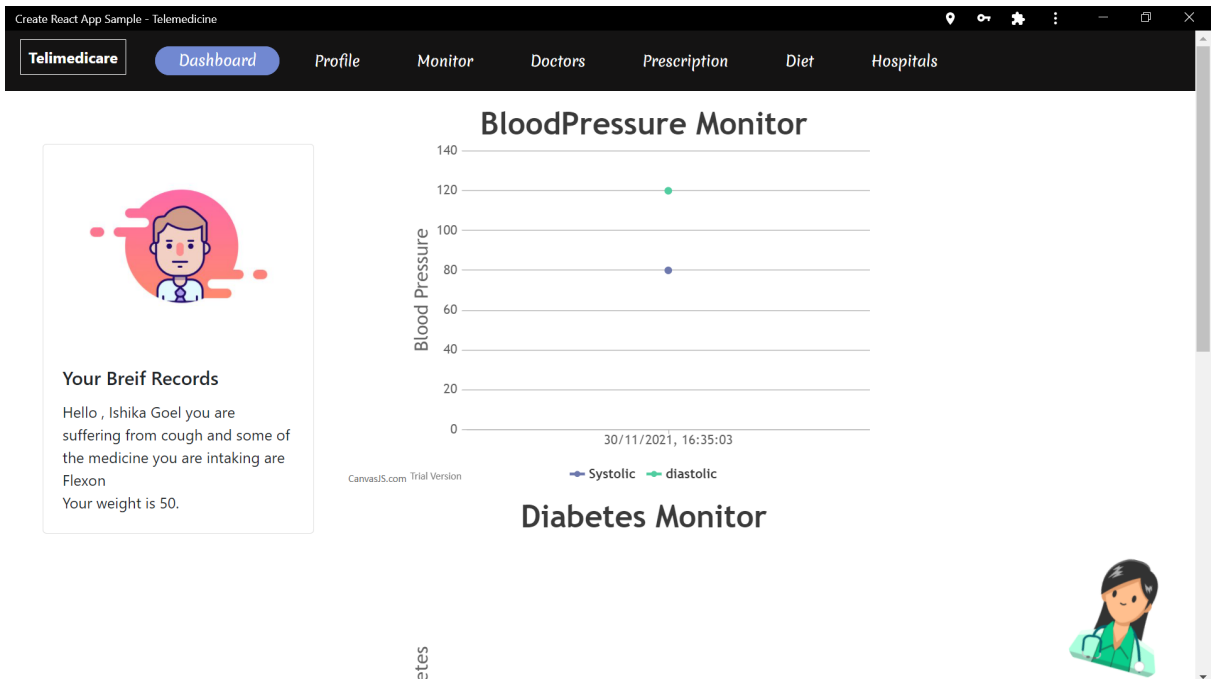 Create React App Sample - Telemedicine
Telimedicare
Dashboard
Profile
Monitor
Doctors
Prescription
Diet
Hospitals
Your Breif Records
Hello , Ishika Goel you are
suffering from cough and some of
the medicine you are intaking are
Flexon
Your weight is 50.
BloodPressure Monitor
Blood Pressure
140
120
100
80
60
40
20
0
30/11/2021, 16:35:03
Systolic
diastolic
CanvasJS.com Trial Version
Diabetes Monitor
etes